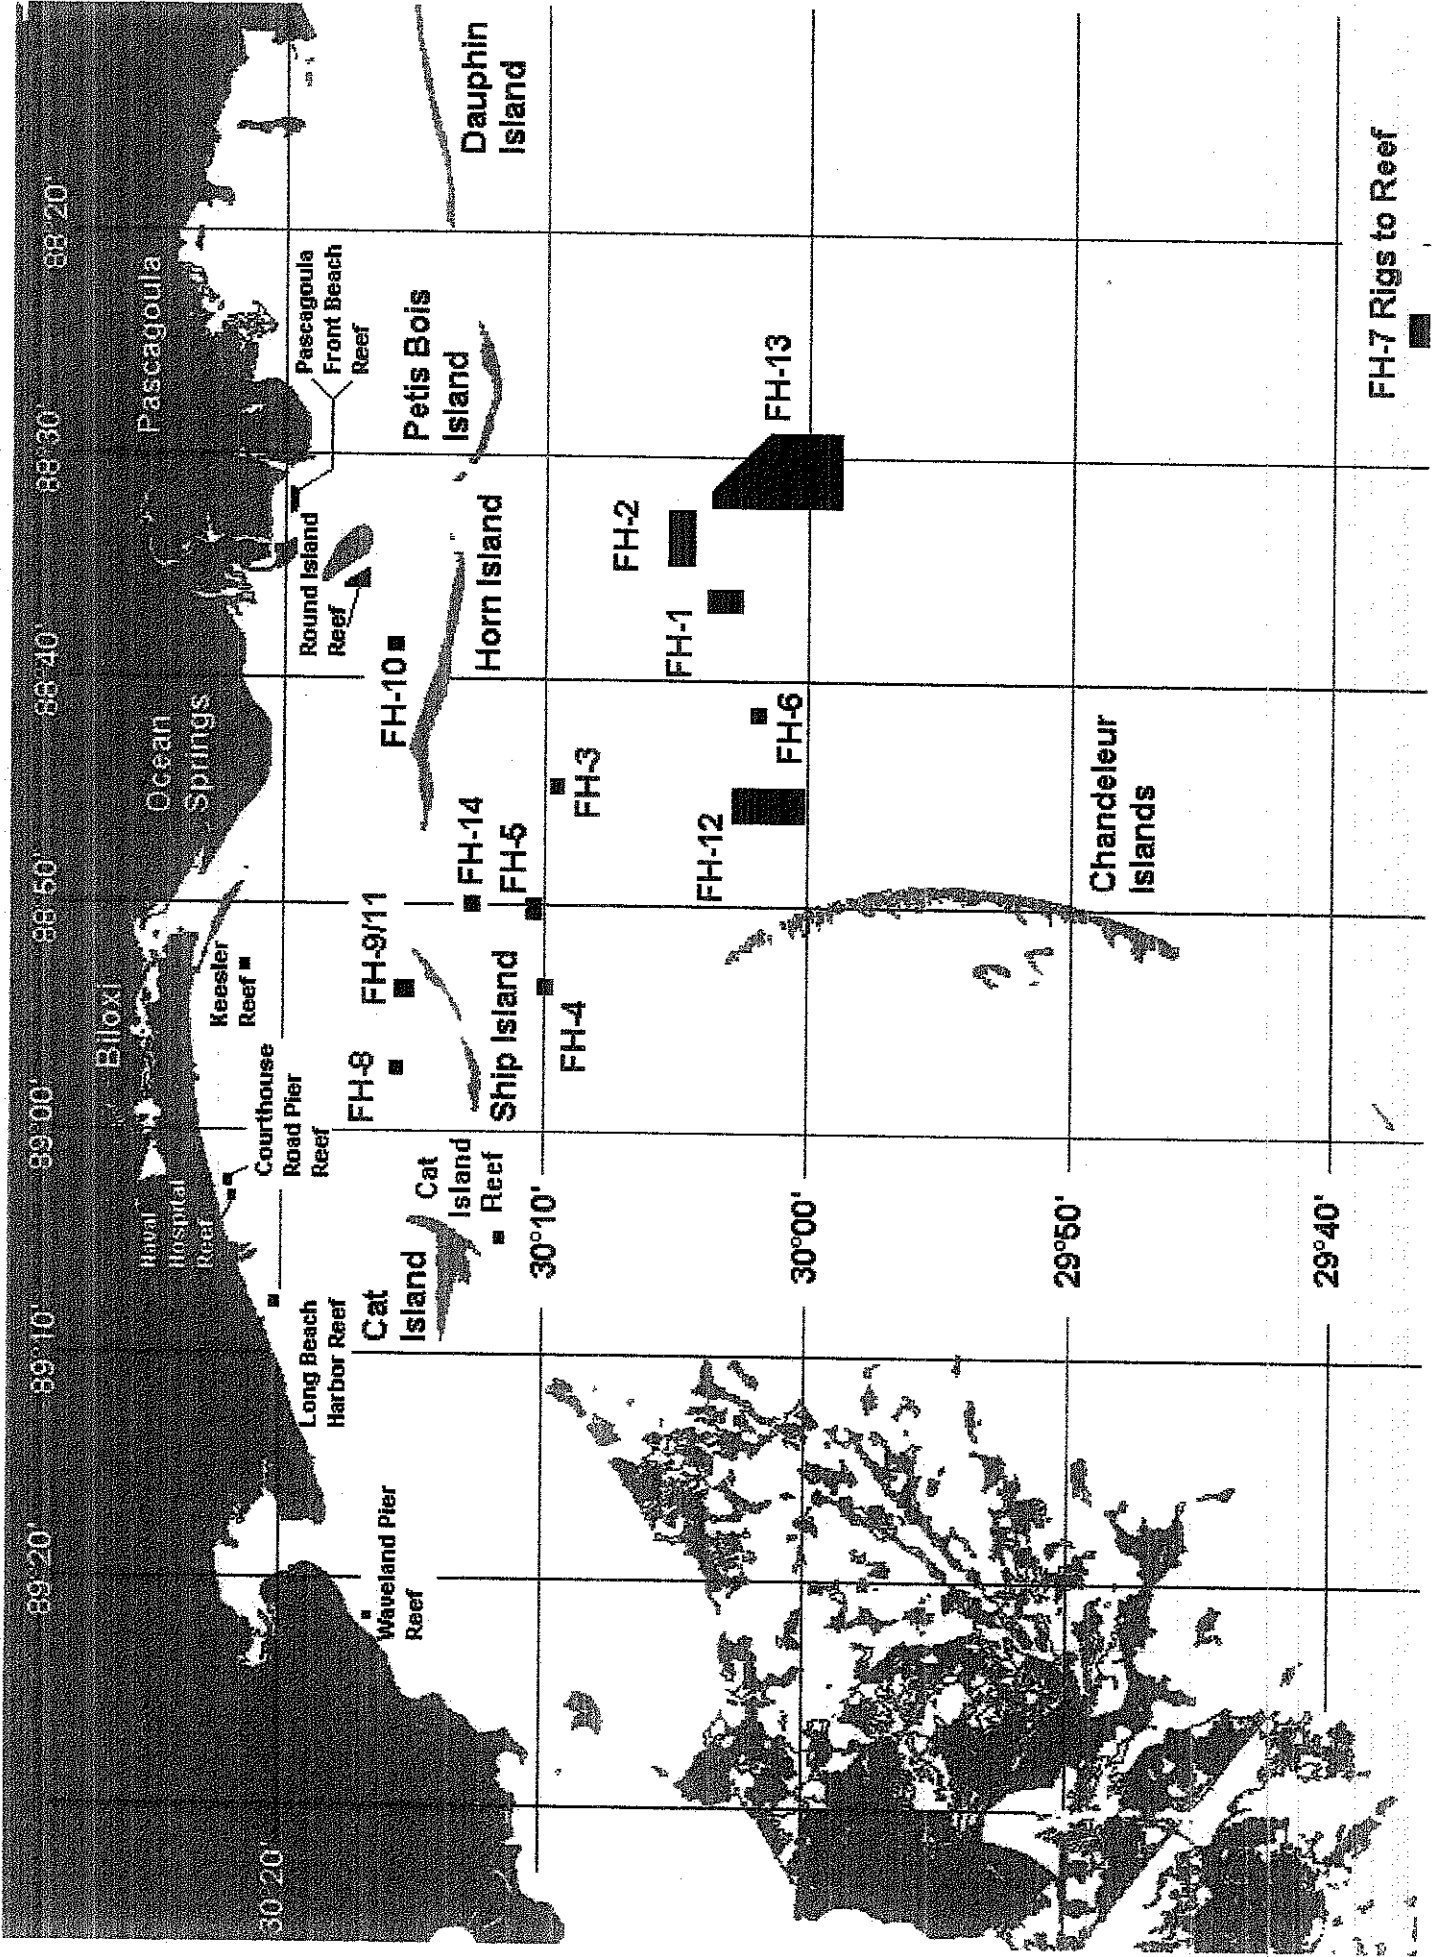 89°20'
89°10'
89°00'
88°50'
88°40'
88°30'
88°20'
Biloxi
Ocean
Springs
Pascagoula
Naval
Hospital
Reef
Keesler
Reef
Courthouse
Road Pier
Reef
30°20'
Long Beach
Harbor Reef
Waveland Pier
Reef
Round Island
Reef
Pascagoula
Front Beach
Reef
Cat
Island
Cat
Island
Reef
FH-8
FH-9/11
FH-10
Petis Bois
Island
Dauphin
Island
FH-14
Ship Island
Horn Island
FH-5
30°10'
FH-4
FH-3
FH-2
FH-1
FH-12
FH-6
FH-13
30°00'
29°50'
Chandeleur
Islands
29°40'
FH-7 Rigs to Reef